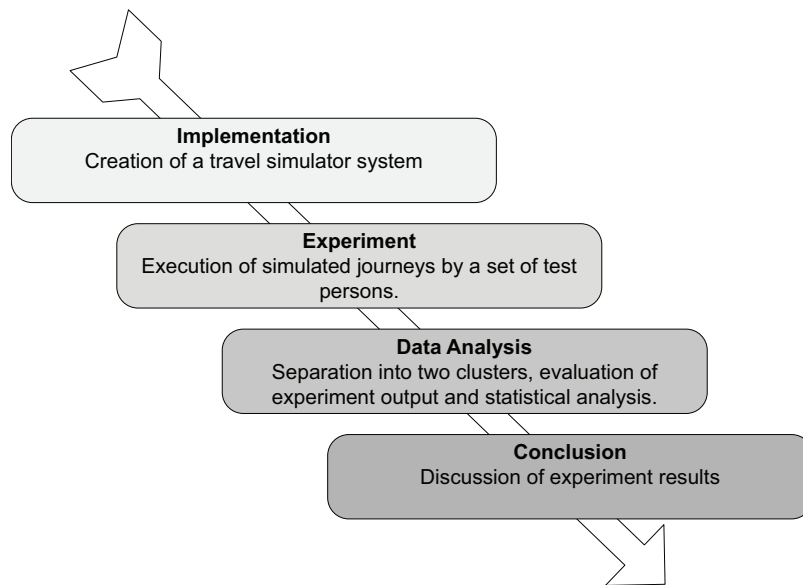 Implementation
Creation of a travel simulator system
Experiment
Execution of simulated journeys by a set of test
persons.
Data Analysis
Separation into two clusters, evaluation of
experiment output and statistical analysis.
Conclusion
Discussion of experiment results